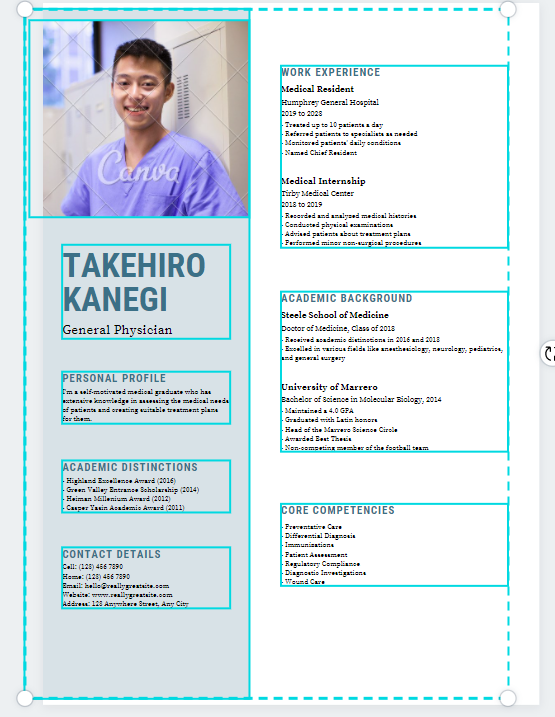 Canva
TAKEHIRO
KANEGI
General Physician
PERSONAL PROFILE
I'm a self-motivated medical graduate who has
extensive knowledge in assessing the medical needs
of patients and creating suitable treatment plans
for them.
ACADEMIC DISTINCTIONS
- Highland Excellence Award (2016)
- Green Valley Entrance Scholarship (2014)
- Heiman Millenium Award (2012)
- Casper Yasin Academic Award (2011)
CONTACT DETAILS
Cell: (123) 456 7890
Home: (123) 456 7890
Email: hello@reallygreatsite.com
Website: www.reallygreatsite.com
Address: 123 Anywhere Street, Any City
WORK EXPERIENCE
Medical Resident
Humphrey General Hospital
2019 to 2023
- Treated up to 10 patients a day
- Referred patients to specialists as needed
- Monitored patients' daily conditions
- Named Chief Resident
Medical Internship
Tirby Medical Center
2018 to 2019
- Recorded and analyzed medical histories
- Conducted physical examinations
- Advised patients about treatment plans
- Performed minor non-surgical procedures
ACADEMIC BACKGROUND
Steele School of Medicine
Doctor of Medicine, Class of 2018
- Received academic distinctions in 2016 and 2018
- Excelled in various fields like anesthesiology, neurology, pediatrics,
and general surgery
University of Marrero
Bachelor of Science in Molecular Biology, 2014
- Maintained a 4.0 GPA
- Graduated with Latin honors
- Head of the Marrero Science Circle
- Awarded Best Thesis
- Non-competing member of the football team
CORE COMPETENCIES
- Preventative Care
- Differential Diagnosis
- Immunizations
- Patient Assessment
- Regulatory Compliance
- Diagnostic Investigations
- Wound Care